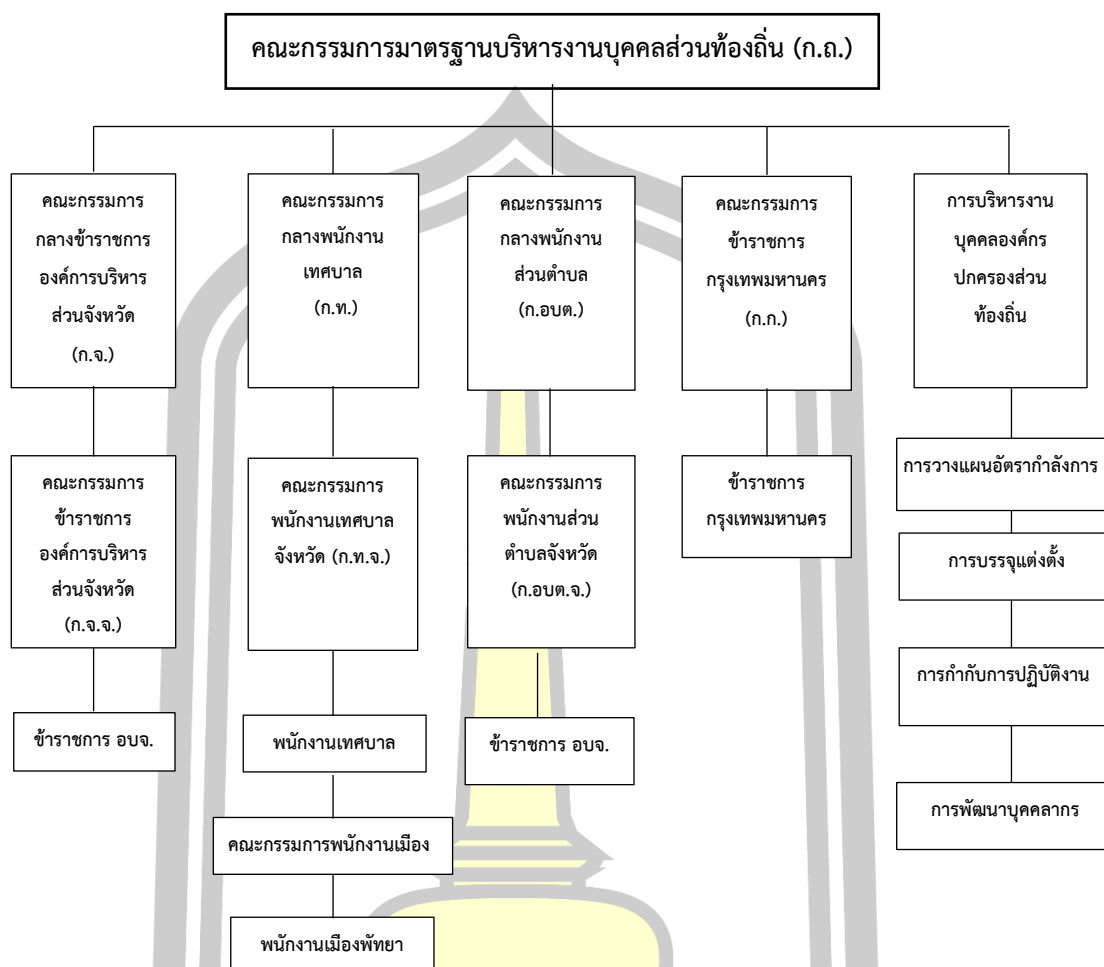 คณะกรรมการมาตรฐานบริหารงานบุคคลส่วนท้องถิ่น (ก.ถ.)
คณะกรรมการ
กลางข้าราชการ
องค์การบริหาร
ส่วนจังหวัด
(ก.จ.)
คณะกรรมการ
กลางพนักงาน
เทศบาล
(ก.ท.)
คณะกรรมการ
กลางพนักงาน
ส่วนตำบล
(ก.อบต.)
คณะกรรมการ
ข้าราชการ
กรุงเทพมหานคร
(ก.ก.)
การบริหารงาน
บุคคลองค์กร
ปกครองส่วน
ท้องถิ่น
คณะกรรมการ
ข้าราชการ
องค์การบริหาร
ส่วนจังหวัด
(ก.จ.จ.)
คณะกรรมการ
พนักงานเทศบาล
จังหวัด (ก.ท.จ.)
คณะกรรมการ
พนักงานส่วน
ตำบลจังหวัด
(ก.อบต.จ.)
ข้าราชการ
กรุงเทพมหานคร
การวางแผนอัตรากำลังการ
การบรรจุแต่งตั้ง
การกำกับการปฏิบัติงาน
การพัฒนาบุคคลากร
ข้าราชการ อบจ.
พนักงานเทศบาล
ข้าราชการ อบจ.
คณะกรรมการพนักงานเมือง
พนักงานเมืองพัทยา